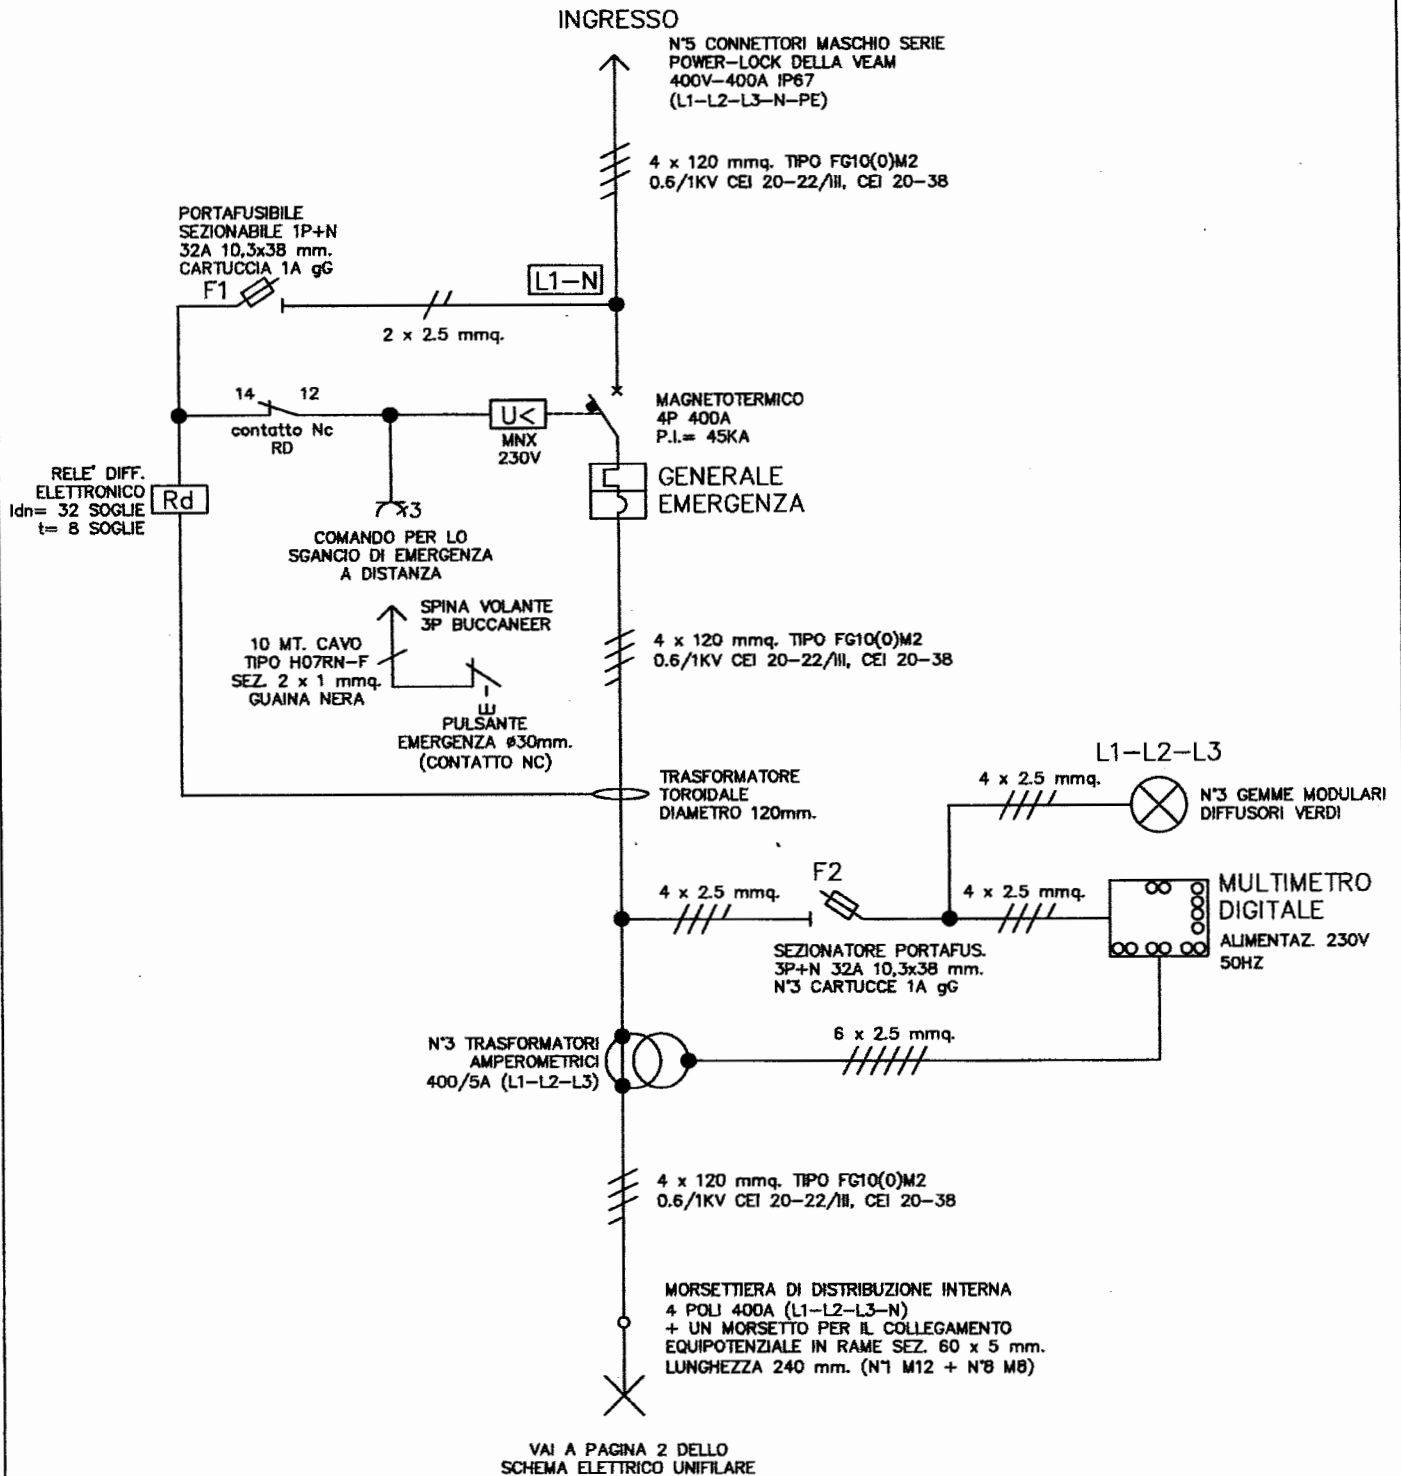 INGRESSO
N°5 CONNETTORI MASCHIO SERIE
POWER-LOCK DELLA VEAM
400V-400A IP67
(L1-L2-L3-N-PE)
4 x 120 mmq. TIPO FG10(0)M2
0.6/1KV CEI 20-22/III, CEI 20-38
PORTAFUSIBILE
SEZIONABILE 1P+N
32A 10,3x38 mm.
CARTUCCIA 1A gG
F1
L1-N
2 x 2.5 mmq.
14
12
contatto Nc
RD
U<
MNX
230V
MAGNETOTERMICO
4P 400A
P.I.= 45KA
GENERALE
EMERGENZA
RELE' DIFF.
ELETTRONICO
Idn= 32 SOGLIE
t= 8 SOGLIE
Rd
x3
COMANDO PER LO
SGANCIO DI EMERGENZA
A DISTANZA
SPINA VOLANTE
3P BUCCANEER
10 MT. CAVO
TIPO H07RN-F
SEZ. 2 x 1 mmq.
GUAINA NERA
PULSANTE
EMERGENZA ø30mm.
(CONTATTO NC)
4 x 120 mmq. TIPO FG10(0)M2
0.6/1KV CEI 20-22/III, CEI 20-38
TRASFORMATORE
TOROIDALE
DIAMETRO 120mm.
L1-L2-L3
4 x 2.5 mmq.
N°3 GEMME MODULARI
DIFFUSORI VERDI
4 x 2.5 mmq.
F2
4 x 2.5 mmq.
MULTIMETRO
DIGITALE
ALIMENTAZ. 230V
50HZ
SEZIONATORE PORTAFUS.
3P+N 32A 10,3x38 mm.
N°3 CARTUCCE 1A gG
N°3 TRASFORMATORI
AMPEROMETRICI
400/5A (L1-L2-L3)
6 x 2.5 mmq.
4 x 120 mmq. TIPO FG10(0)M2
0.6/1KV CEI 20-22/III, CEI 20-38
MORSETTIERA DI DISTRIBUZIONE INTERNA
4 POLI 400A (L1-L2-L3-N)
+ UN MORSETTO PER IL COLLEGAMENTO
EQUIPOTENZIALE IN RAME SEZ. 60 x 5 mm.
LUNGHEZZA 240 mm. (N°1 M12 + N°8 M8)
VAI A PAGINA 2 DELLO
SCHEMA ELETTRICO UNIFILARE